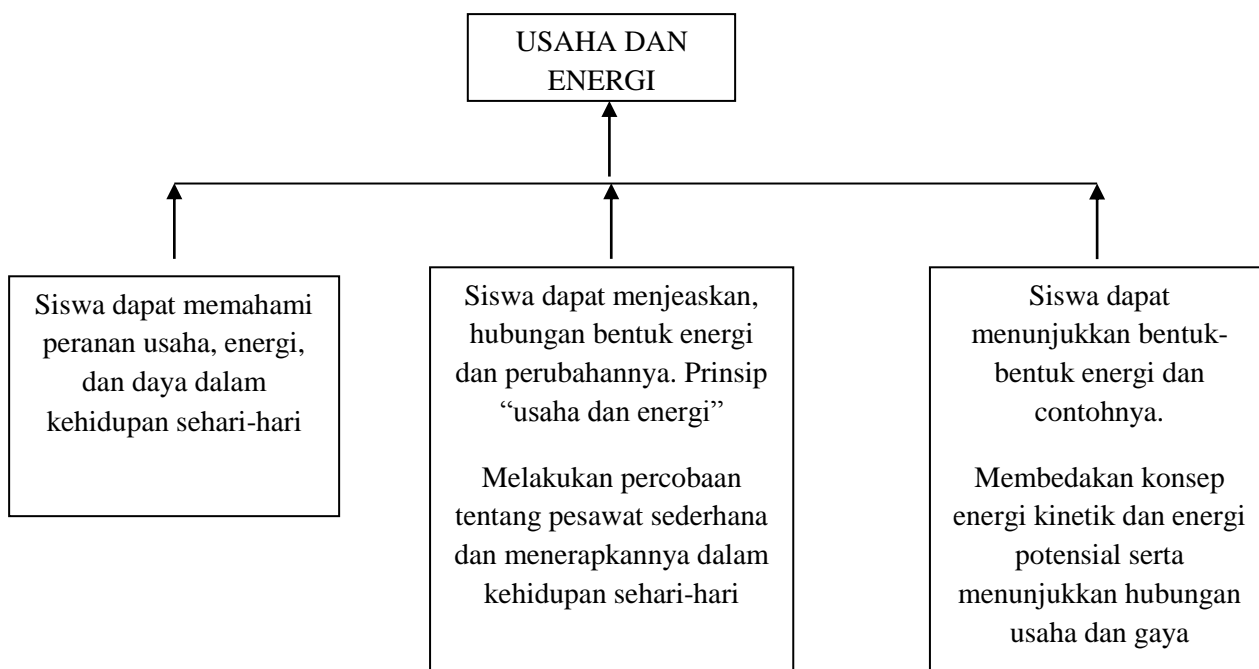 USAHA DAN
ENERGI
Siswa dapat memahami
peranan usaha, energi,
dan daya dalam
kehidupan sehari-hari
Siswa dapat menjeaskan,
hubungan bentuk energi
dan perubahannya. Prinsip
“usaha dan energi”
Melakukan percobaan
tentang pesawat sederhana
dan menerapkannya dalam
kehidupan sehari-hari
Siswa dapat
menunjukkan bentuk-
bentuk energi dan
contohnya.
Membedakan konsep
energi kinetik dan energi
potensial serta
menunjukkan hubungan
usaha dan gaya